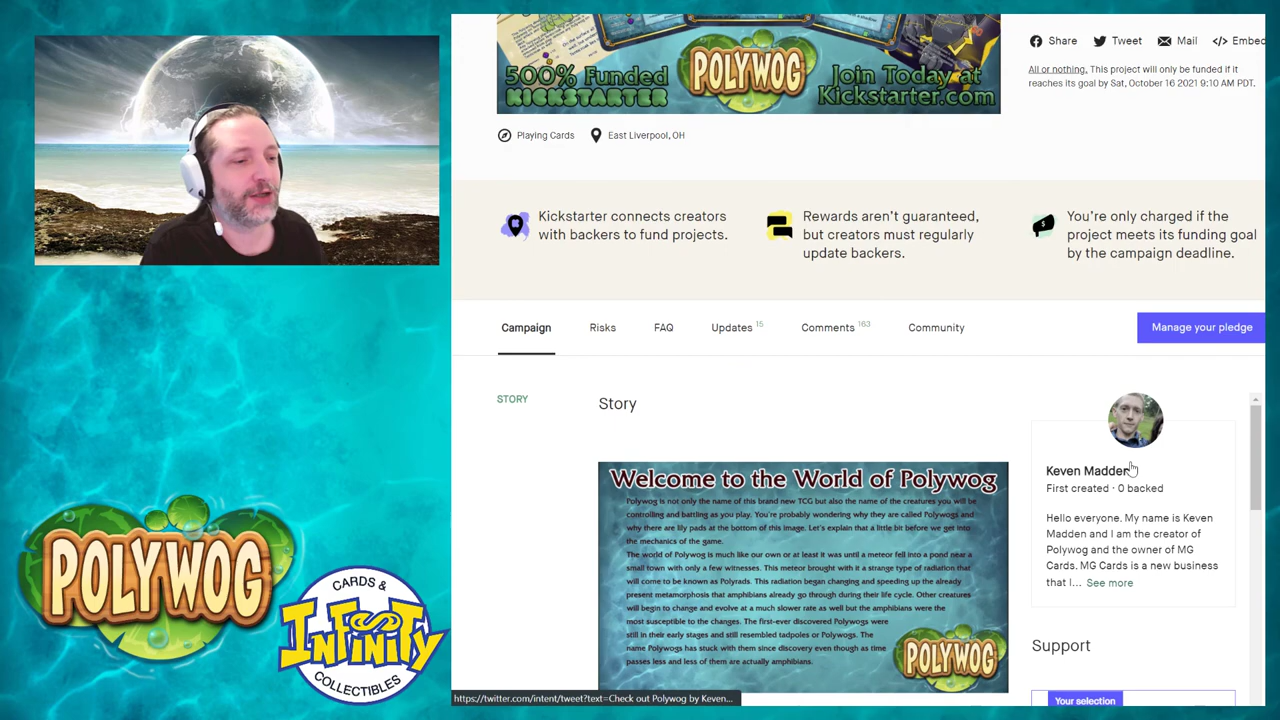 500% Funded
KICKSTARTER
POLYWOG
Join Today at
Kickstarter.com
Share
Tweet
Mail
</> Embed
All or nothing. This project will only be funded if it
reaches its goal by Sat, October 16 2021 9:10 AM PDT.
Playing Cards
East Liverpool, OH
Kickstarter connects creators
with backers to fund projects.
Rewards aren't guaranteed,
but creators must regularly
update backers.
You're only charged if the
project meets its funding goal
by the campaign deadline.
Campaign
Risks
FAQ
Updates 15
Comments 163
Community
Manage your pledge
STORY
Story
Welcome to the World of Polywog
Polywog is not only the name of this brand new TCG but also the name of the creatures you will be
controlling and battling as you play. You're probably wondering why they are called Polywogs and
why there are lily pads at the bottom of this image. Let's explain that a little bit before we get into
the mechanics of the game.
The world of Polywog is much like our own or at least it was until a meteor fell into a pond near a
small town with only a few witnesses. This meteor brought with it a strange type of radiation that
will come to be known as Polyrads. This radiation began changing and speeding up the already
present metamorphosis that amphibians already go through during their life cycle. Other creatures
will begin to change and evolve at a much slower rate as well but the amphibians were the
most susceptible to the changes. The first-ever discovered Polywogs were
still in their early stages and still resembled tadpoles or Polywogs. The
name Polywogs has stuck with them since discovery even though as time
passes less and less of them are actually amphibians.
POLYWOG
Keven Madden
First created · 0 backed
Hello everyone. My name is Keven
Madden and I am the creator of
Polywog and the owner of MG
Cards. MG Cards is a new business
that I... See more
Support
Your selection
https://twitter.com/intent/tweet?text=Check out Polywog by Keven...
POLYWOG
CARDS &
INFINITY
COLLECTIBLES